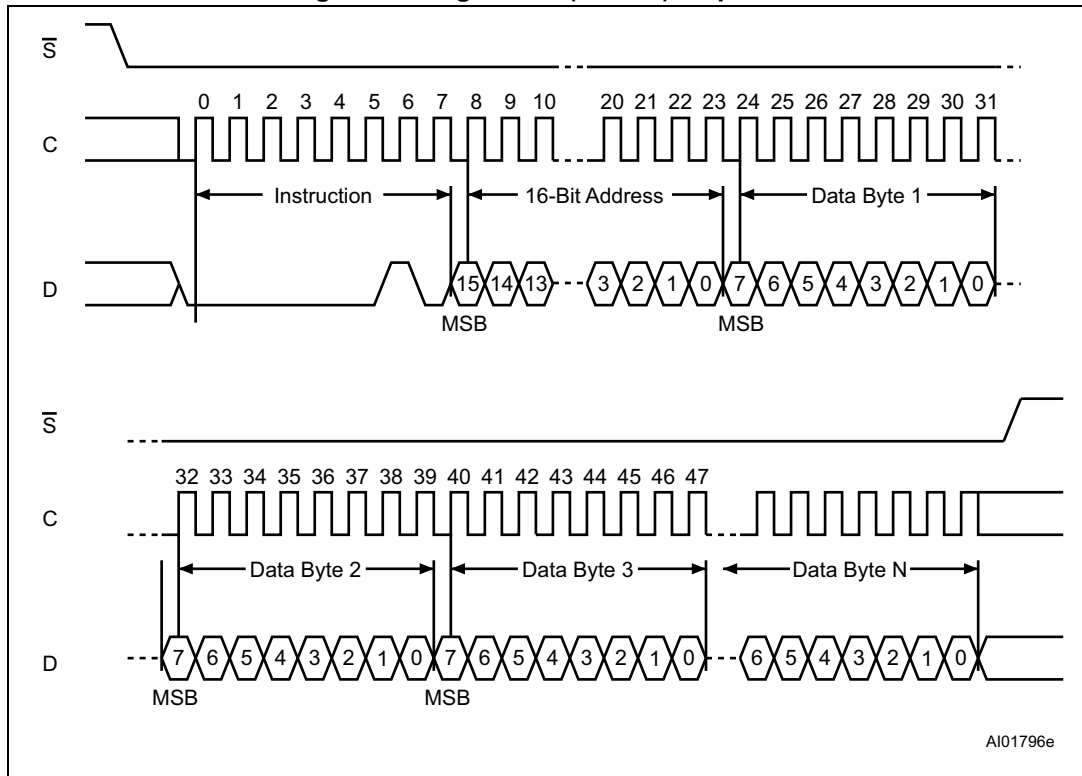 S̅
0 1 2 3 4 5 6 7 8 9 10 20 21 22 23 24 25 26 27 28 29 30 31
C
Instruction 16-Bit Address Data Byte 1
D 15 14 13 3 2 1 0 7 6 5 4 3 2 1 0
MSB MSB
S̅
32 33 34 35 36 37 38 39 40 41 42 43 44 45 46 47
C
Data Byte 2 Data Byte 3 Data Byte N
D 7 6 5 4 3 2 1 0 7 6 5 4 3 2 1 0 6 5 4 3 2 1 0
MSB MSB
AI01796e